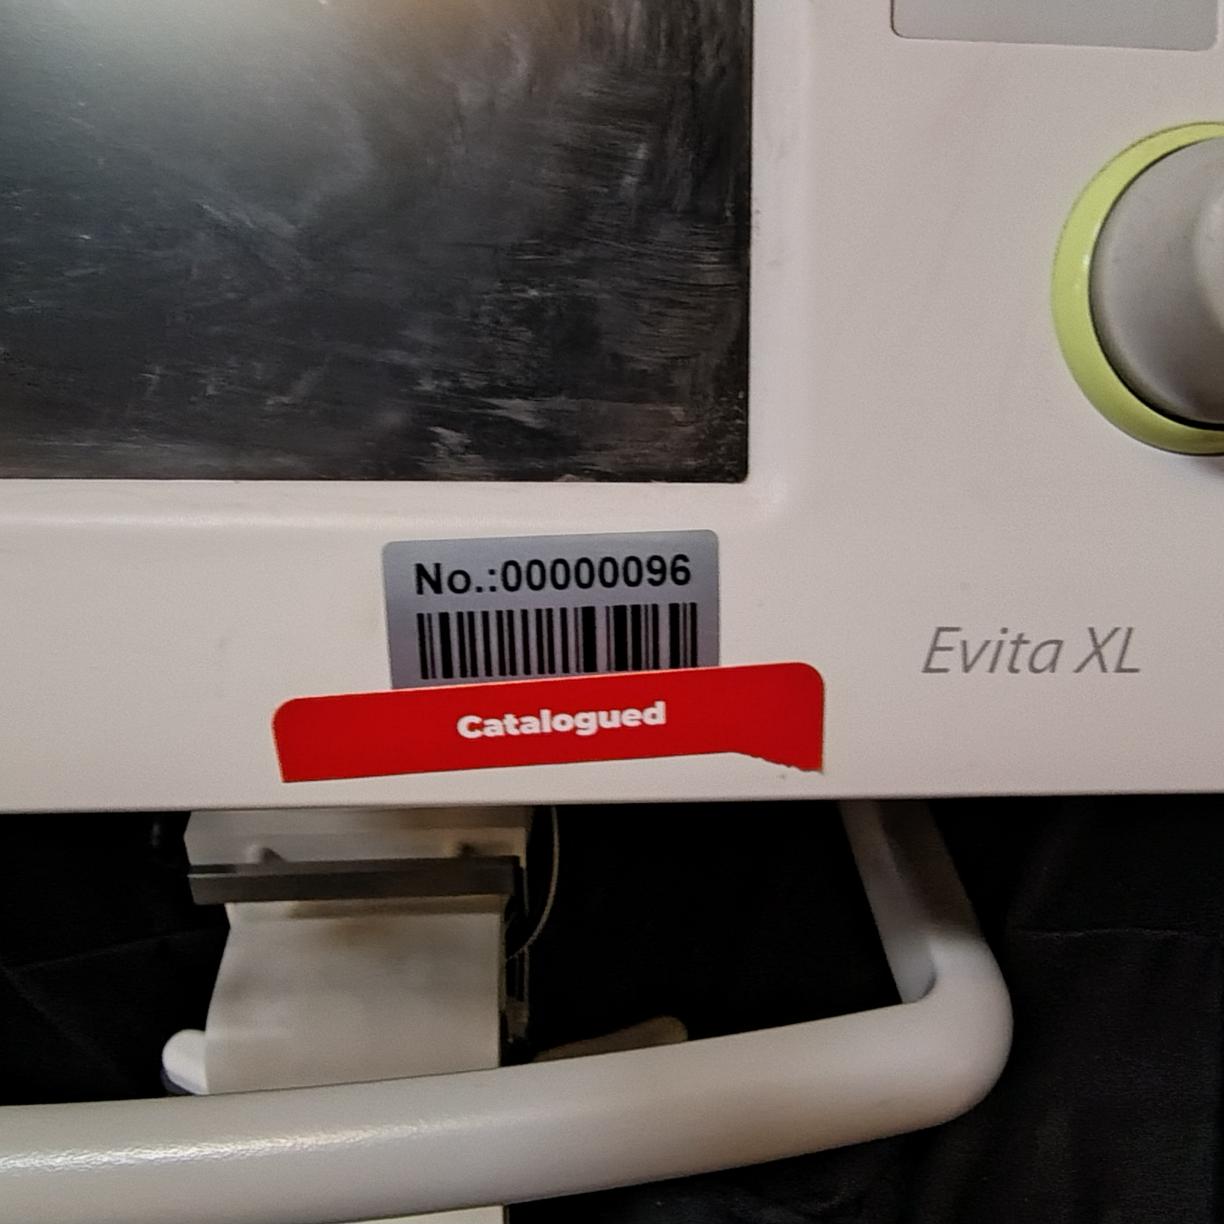 No.:00000096
Catalogued
Evita XL